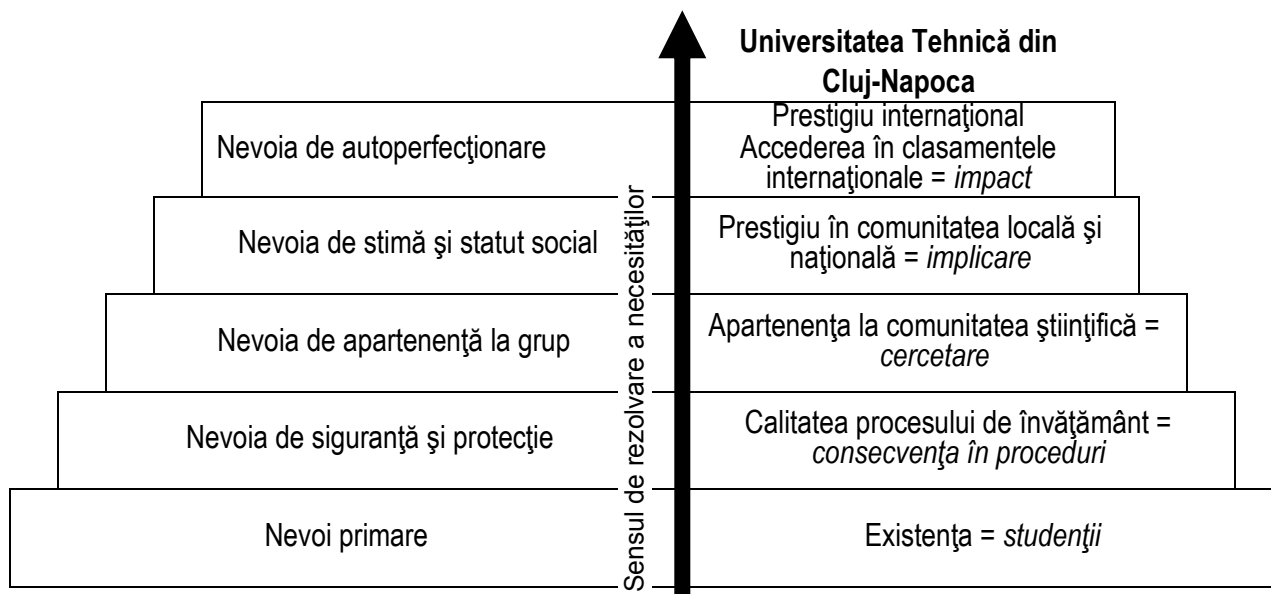 Universitatea Tehnică din
Cluj-Napoca
Nevoia de autoperfecţionare
Prestigiu internaţional
Accederea în clasamentele
internaţionale = impact
Nevoia de stimă şi statut social
Prestigiu în comunitatea locală şi
naţională = implicare
Nevoia de apartenenţă la grup
Apartenenţa la comunitatea ştiinţifică =
cercetare
Nevoia de siguranţă şi protecţie
Calitatea procesului de învăţământ =
consecvenţa în proceduri
Nevoi primare
Existenţa = studenţii
Sensul de rezolvare a necesităţilor